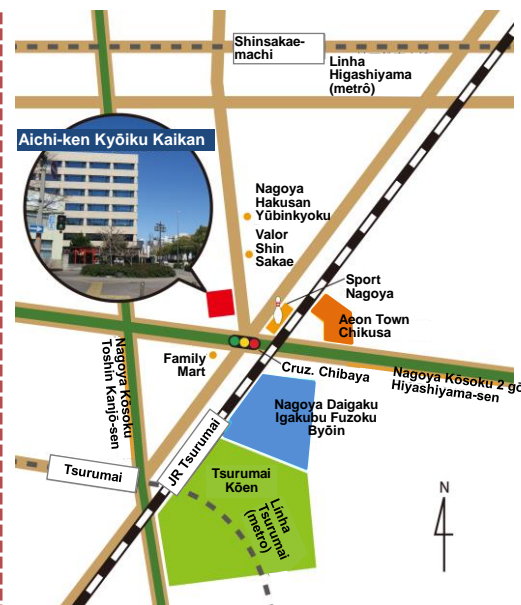 Shinsakae-
machi
Linha
Higashiyama
(metrô)
Aichi-ken Kyōiku Kaikan
Nagoya
Hakusan
Yūbinkyoku
Valor
Shin
Sakae
Sport
Nagoya
Aeon Town
Chikusa
Family
Mart
Cruz. Chibaya
Nagoya Kōsoku
Toshin Kanjō-sen
Nagoya Kōsoku 2 gō
Hiyashiyama-sen
Nagoya Daigaku
Igakubu Fuzoku
Byōin
JR Tsurumai
Tsurumai
Tsurumai
Kōen
Linha
Tsurumai
(metro)
N